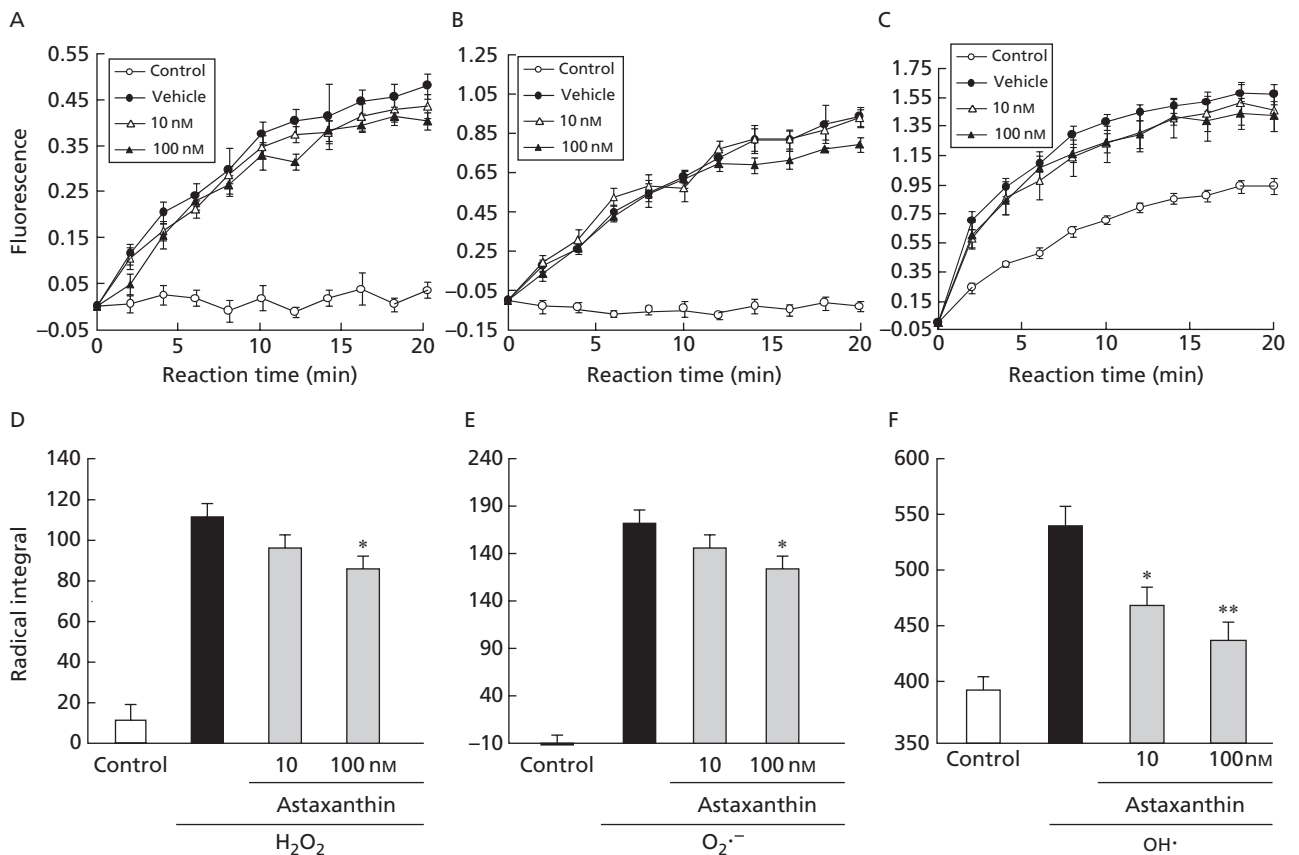 A
Fluorescence
0.55
0.45
0.35
0.25
0.15
0.05
−0.05
Control
Vehicle
10 nM
100 nM
0 5 10 15 20
Reaction time (min)
B
1.25
1.05
0.85
0.65
0.45
0.25
−0.05
−0.15
Control
Vehicle
10 nM
100 nM
0 5 10 15 20
Reaction time (min)
C
1.75
1.55
1.35
1.15
0.95
0.75
0.55
0.35
0.15
−0.05
Control
Vehicle
10 nM
100 nM
0 5 10 15 20
Reaction time (min)
D
Radical integral
140
120
100
80
60
40
20
0
*
Control 10 100 nM
Astaxanthin
H₂O₂
E
240
190
140
140
90
40
−10
*
Control 10 100 nM
Astaxanthin
O₂·−
F
600
550
500
450
400
350
*
**
Control 10 100 nM
Astaxanthin
OH·